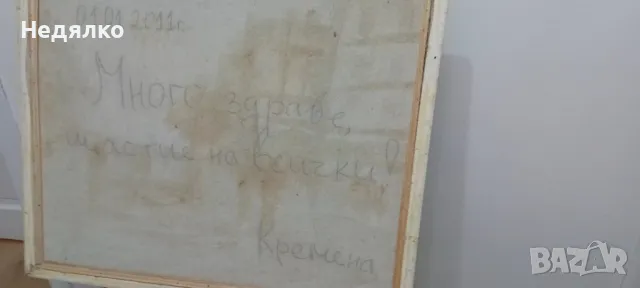 Недялко
01.01.2011г.
Много здраве,
щастие на всички!
Кремена
BAZAR